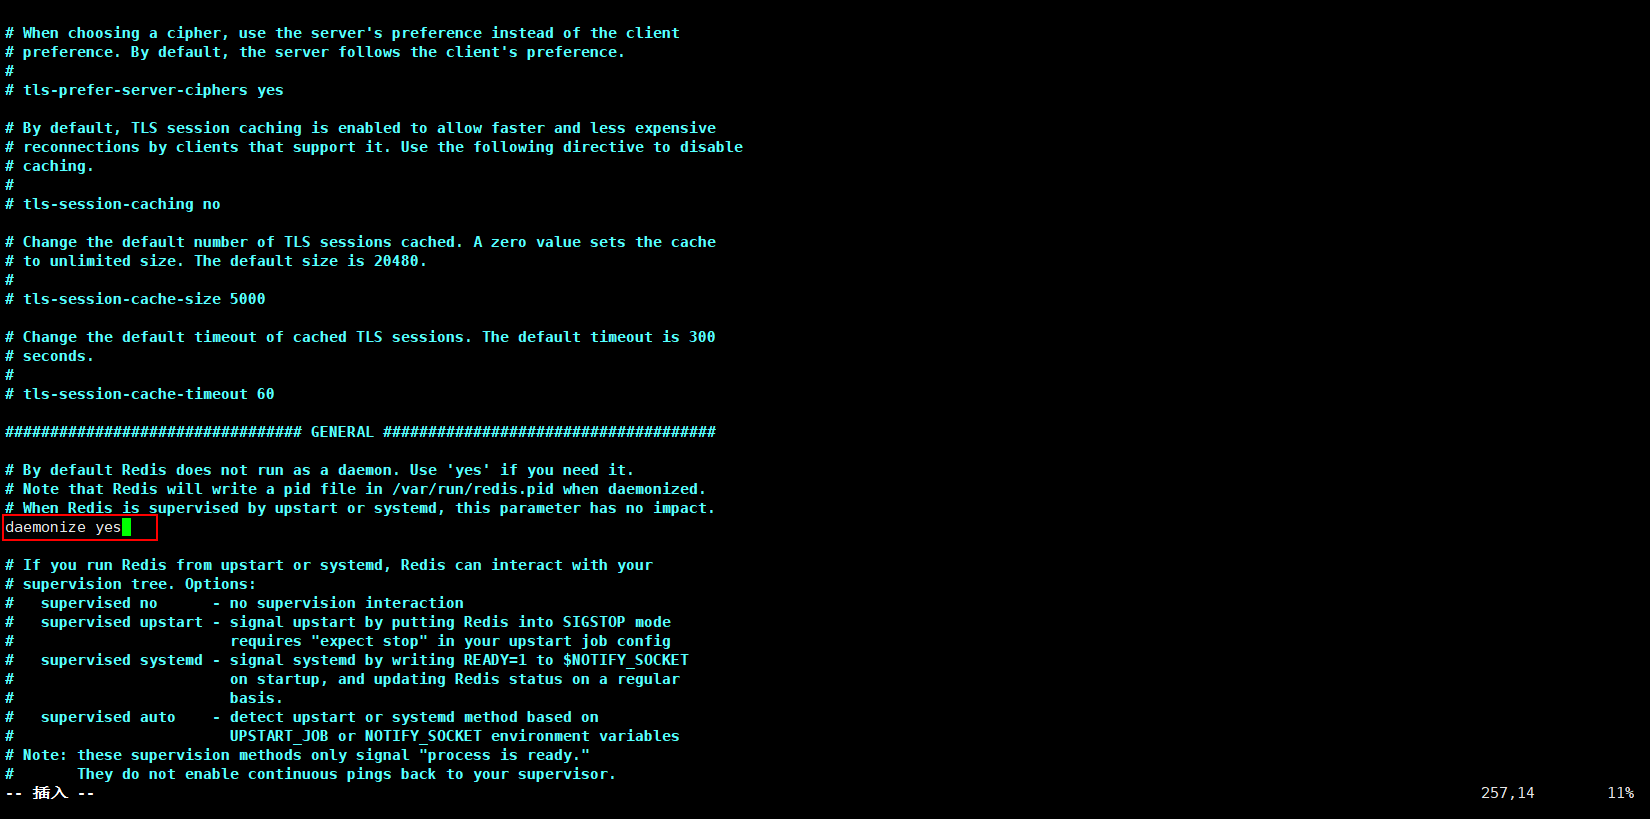 # When choosing a cipher, use the server's preference instead of the client
# preference. By default, the server follows the client's preference.
#
# tls-prefer-server-ciphers yes
# By default, TLS session caching is enabled to allow faster and less expensive
# reconnections by clients that support it. Use the following directive to disable
# caching.
#
# tls-session-caching no
# Change the default number of TLS sessions cached. A zero value sets the cache
# to unlimited size. The default size is 20480.
#
# tls-session-cache-size 5000
# Change the default timeout of cached TLS sessions. The default timeout is 300
# seconds.
#
# tls-session-cache-timeout 60
################################# GENERAL #####################################
# By default Redis does not run as a daemon. Use 'yes' if you need it.
# Note that Redis will write a pid file in /var/run/redis.pid when daemonized.
# When Redis is supervised by upstart or systemd, this parameter has no impact.
daemonize yes
# If you run Redis from upstart or systemd, Redis can interact with your
# supervision tree. Options:
#   supervised no      - no supervision interaction
#   supervised upstart - signal upstart by putting Redis into SIGSTOP mode
#                        requires "expect stop" in your upstart job config
#   supervised systemd - signal systemd by writing READY=1 to $NOTIFY_SOCKET
#                        on startup, and updating Redis status on a regular
#                        basis.
#   supervised auto    - detect upstart or systemd method based on
#                        UPSTART_JOB or NOTIFY_SOCKET environment variables
# Note: these supervision methods only signal "process is ready."
#       They do not enable continuous pings back to your supervisor.
-- 插入 -- 257,14 11%